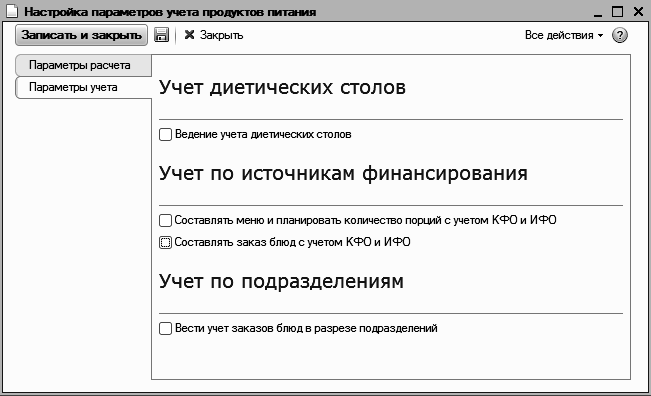 Настройка параметров учета продуктов питания
Записать и закрыть Закрыть Все действия ?
Параметры расчета
Параметры учета
Учет диетических столов
Ведение учета диетических столов
Учет по источникам финансирования
Составлять меню и планировать количество порций с учетом КФО и ИФО
Составлять заказ блюд с учетом КФО и ИФО
Учет по подразделениям
Вести учет заказов блюд в разрезе подразделений